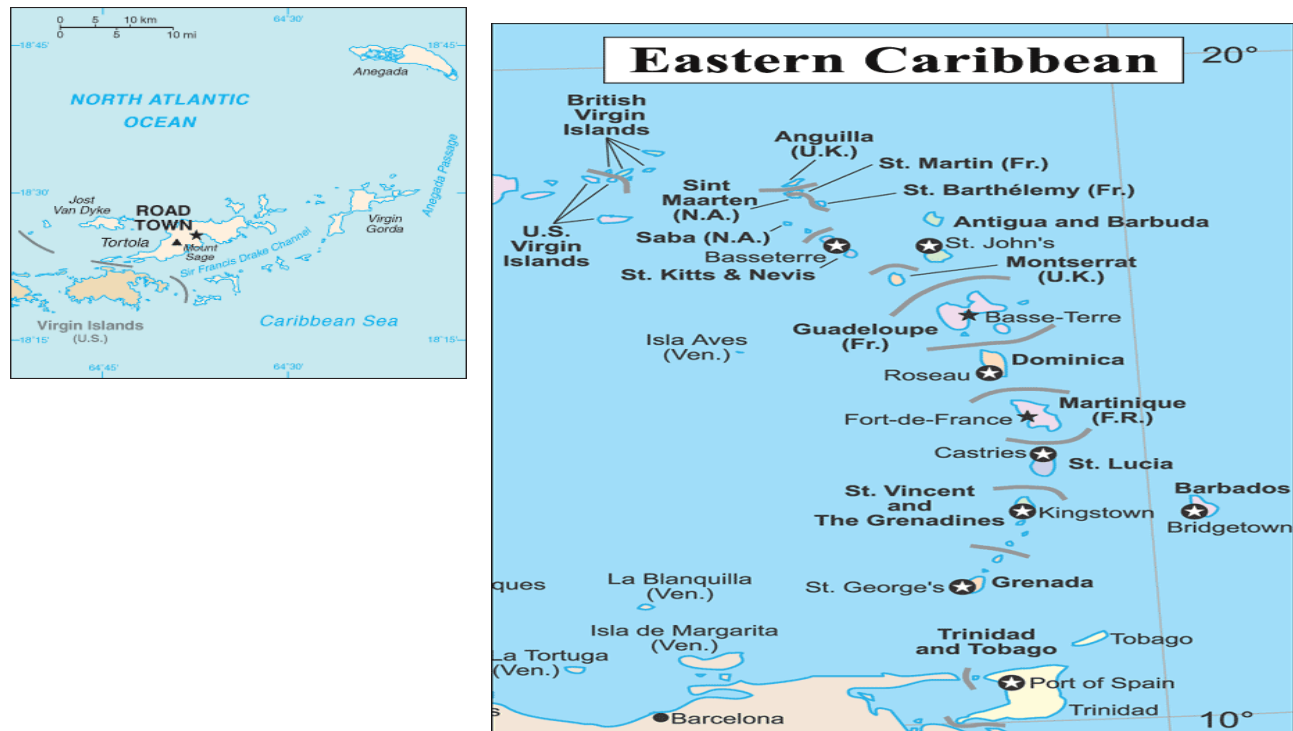 0 5 10 km
0 5 10 mi
64°30'
18°45'
18°45'
Anegada
NORTH ATLANTIC
OCEAN
Anegada Passage
18°30'
18°30'
Jost
Van Dyke
ROAD
TOWN
Tortola
Mount
Sage
Virgin
Gorda
Sir Francis Drake Channel
Virgin Islands
(U.S.)
Caribbean Sea
18°15'
18°15'
64°45'
64°30'
Eastern Caribbean
20°
British
Virgin
Islands
Anguilla
(U.K.)
St. Martin (Fr.)
Sint
Maarten
(N.A.)
St. Barthélemy (Fr.)
U.S.
Virgin
Islands
Saba (N.A.)
Antigua and Barbuda
St. John's
Basseterre
St. Kitts & Nevis
Montserrat
(U.K.)
Guadeloupe
(Fr.)
Basse-Terre
Isla Aves
(Ven.)
Dominica
Roseau
Martinique
(F.R.)
Fort-de-France
Castries
St. Lucia
St. Vincent
and
The Grenadines
Kingstown
Barbados
Bridgetown
ques
La Blanquilla
(Ven.)
St. George's
Grenada
Isla de Margarita
(Ven.)
Trinidad
and Tobago
Tobago
La Tortuga
(Ven.)
Port of Spain
Trinidad
s
Barcelona
10°